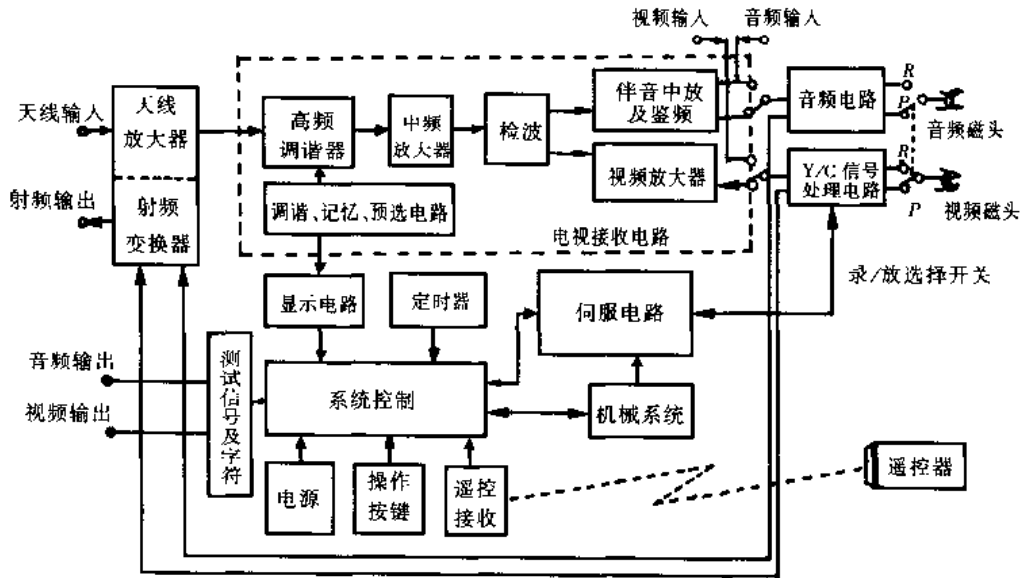 视频输入
音频输入
天线输入
天线
放大器
射频输出
射频
变换器
高频
调谐器
中频
放大器
检波
伴音中放
及鉴频
视频放大器
调谐、记忆、预选电路
电视接收电路
音频电路
R
P
音频磁头
Y/C 信号
处理电路
R
P
视频磁头
录/放选择开关
显示电路
定时器
伺服电路
音频输出
视频输出
测试信号及字符
系统控制
机械系统
电源
操作
按键
遥控
接收
遥控器